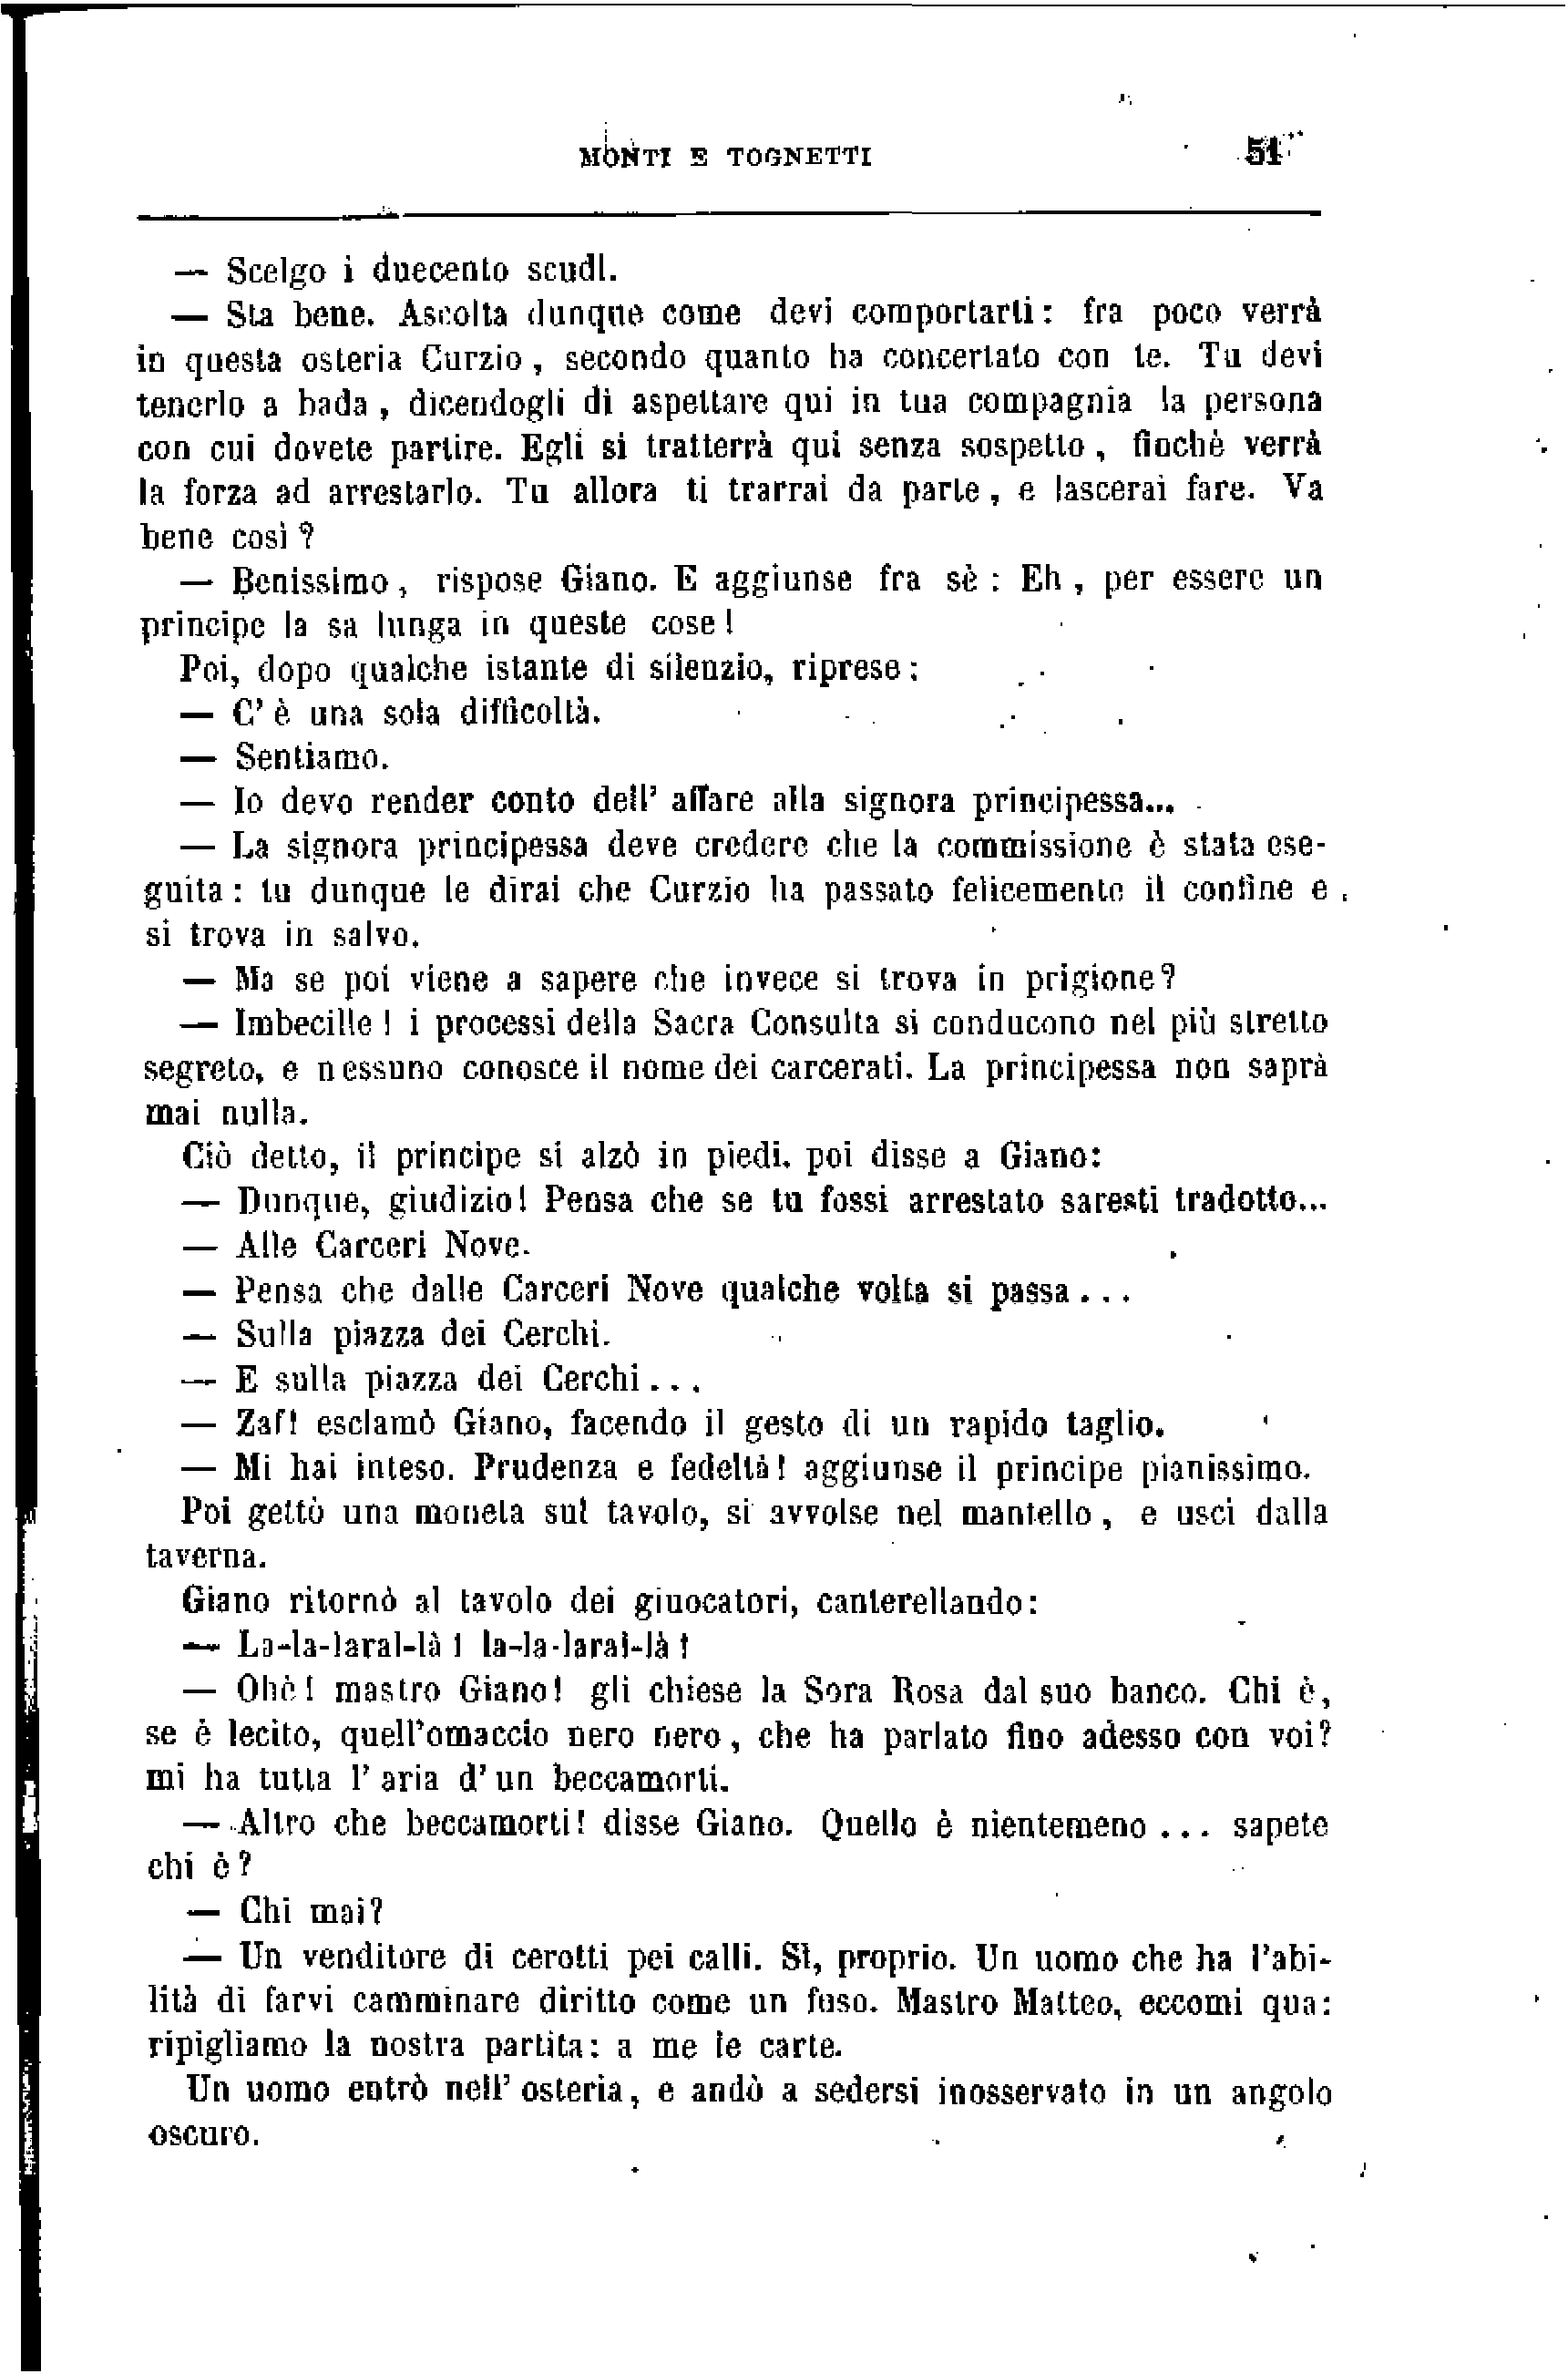 MONTI E TOGNETTI 51
— Scelgo i duecento scudi.
— Sta bene. Ascolta dunque come devi comportarti: fra poco verrà
in questa osteria Curzio, secondo quanto ha concertato con te. Tu devi
tenerlo a bada, dicendogli di aspettare qui in tua compagnia la persona
con cui dovete partire. Egli si tratterrà qui senza sospetto, finchè verrà
la forza ad arrestarlo. Tu allora ti trarrai da parte, e lascerai fare. Va
bene così?
— Benissimo, rispose Giano. E aggiunse fra sè: Eh, per essere un
principe la sa lunga in queste cose!
Poi, dopo qualche istante di silenzio, riprese:
— C'è una sola difficoltà.
— Sentiamo.
— Io devo render conto dell'affare alla signora principessa...
— La signora principessa deve credere che la commissione è stata ese-
guita: tu dunque le dirai che Curzio ha passato felicemente il confine e
si trova in salvo.
— Ma se poi viene a sapere che invece si trova in prigione?
— Imbecille! i processi della Sacra Consulta si conducono nel più stretto
segreto, e nessuno conosce il nome dei carcerati. La principessa non saprà
mai nulla.
Ciò detto, il principe si alzò in piedi. poi disse a Giano:
— Dunque, giudizio! Pensa che se tu fossi arrestato saresti tradotto...
— Alle Carceri Nove.
— Pensa che dalle Carceri Nove qualche volta si passa...
— Sulla piazza dei Cerchi.
— E sulla piazza dei Cerchi...
— Zaf! esclamò Giano, facendo il gesto di un rapido taglio.
— Mi hai inteso. Prudenza e fedeltà! aggiunse il principe pianissimo.
Poi gettò una moneta sul tavolo, si avvolse nel mantello, e uscì dalla
taverna.
Giano ritornò al tavolo dei giuocatori, canterellando:
— La-la-laral-là! la-la-laral-là!
— Ohè! mastro Giano! gli chiese la Sora Rosa dal suo banco. Chi è,
se è lecito, quell'omaccio nero nero, che ha parlato fino adesso con voi?
mi ha tutta l'aria d'un beccamorti.
— Altro che beccamorti! disse Giano. Quello è nientemeno... sapete
chi è?
— Chi mai?
— Un venditore di cerotti pei calli. Sì, proprio. Un uomo che ha l'abi-
lità di farvi camminare diritto come un fuso. Mastro Matteo, eccomi qua:
ripigliamo la nostra partita: a me le carte.
Un uomo entrò nell'osteria, e andò a sedersi inosservato in un angolo
oscuro.